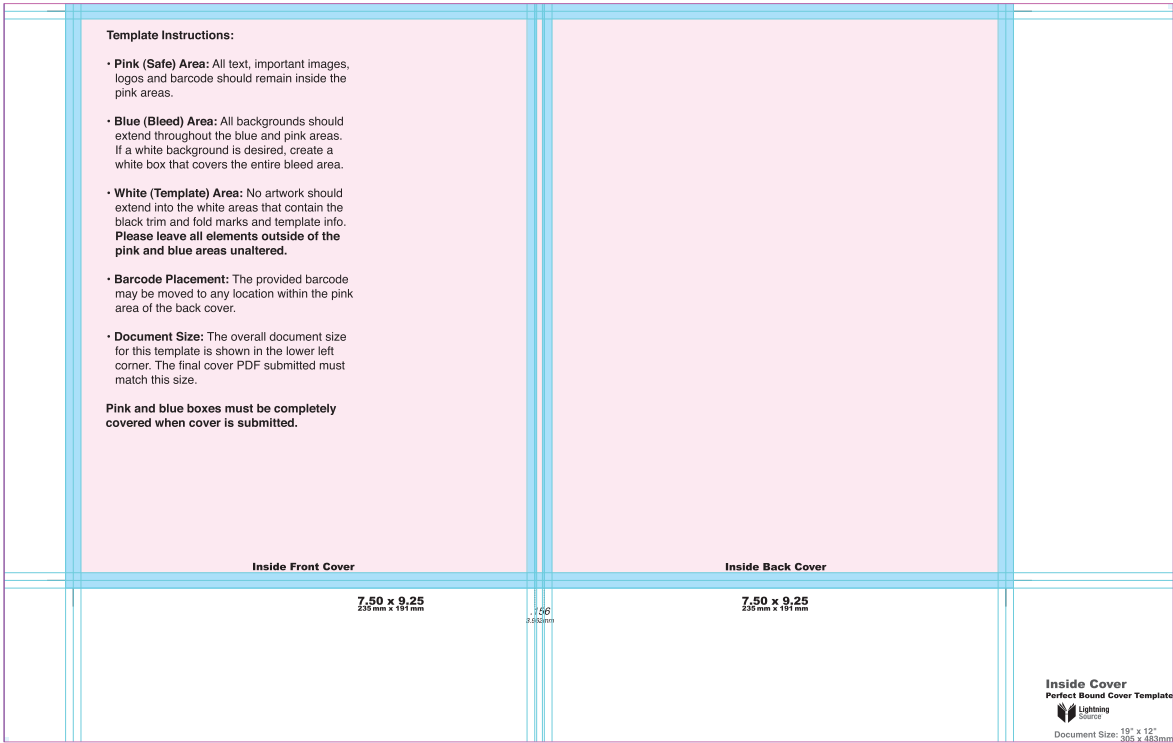 Template Instructions:
• Pink (Safe) Area: All text, important images,
logos and barcode should remain inside the
pink areas.
• Blue (Bleed) Area: All backgrounds should
extend throughout the blue and pink areas.
If a white background is desired, create a
white box that covers the entire bleed area.
• White (Template) Area: No artwork should
extend into the white areas that contain the
black trim and fold marks and template info.
Please leave all elements outside of the
pink and blue areas unaltered.
• Barcode Placement: The provided barcode
may be moved to any location within the pink
area of the back cover.
• Document Size: The overall document size
for this template is shown in the lower left
corner. The final cover PDF submitted must
match this size.
Pink and blue boxes must be completely
covered when cover is submitted.
Inside Front Cover
Inside Back Cover
7.50 x 9.25
235 mm x 191 mm
.156
3.962mm
7.50 x 9.25
235 mm x 191 mm
Inside Cover
Perfect Bound Cover Template
Lightning
Source
Document Size: 19" x 12"
305 x 483mm